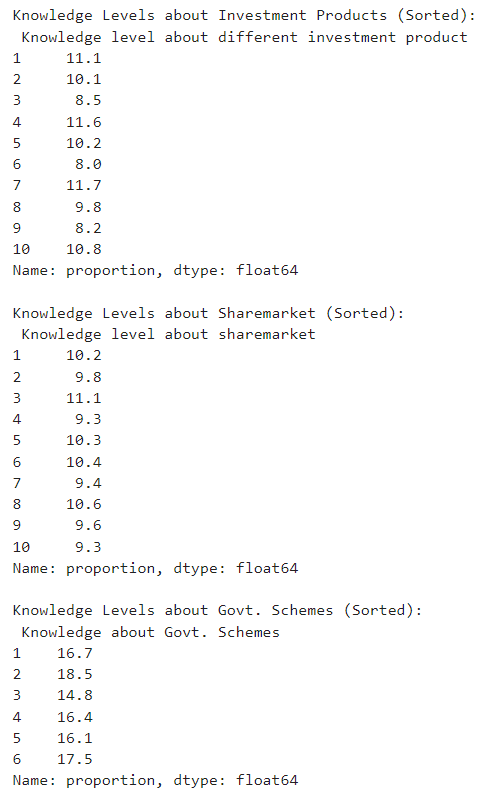 Knowledge Levels about Investment Products (Sorted):
 Knowledge level about different investment product
1     11.1
2     10.1
3      8.5
4     11.6
5     10.2
6      8.0
7     11.7
8      9.8
9      8.2
10    10.8
Name: proportion, dtype: float64

Knowledge Levels about Sharemarket (Sorted):
 Knowledge level about sharemarket
1     10.2
2      9.8
3     11.1
4      9.3
5     10.3
6     10.4
7      9.4
8     10.6
9      9.6
10     9.3
Name: proportion, dtype: float64

Knowledge Levels about Govt. Schemes (Sorted):
 Knowledge about Govt. Schemes
1    16.7
2    18.5
3    14.8
4    16.4
5    16.1
6    17.5
Name: proportion, dtype: float64